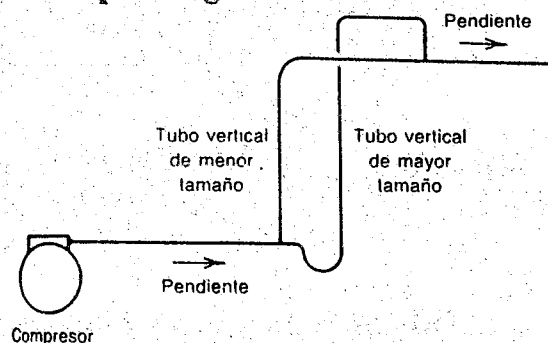 Pendiente
Tubo vertical
de menor
tamaño
Tubo vertical
de mayor
tamaño
Pendiente
Compresor